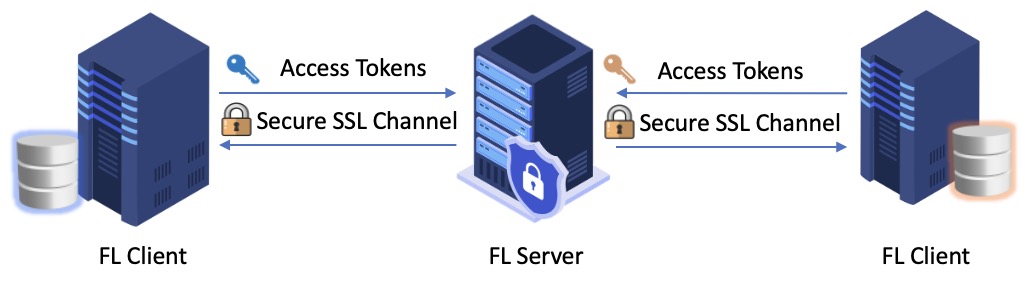 Access Tokens
Secure SSL Channel
Access Tokens
Secure SSL Channel
FL Client
FL Server
FL Client